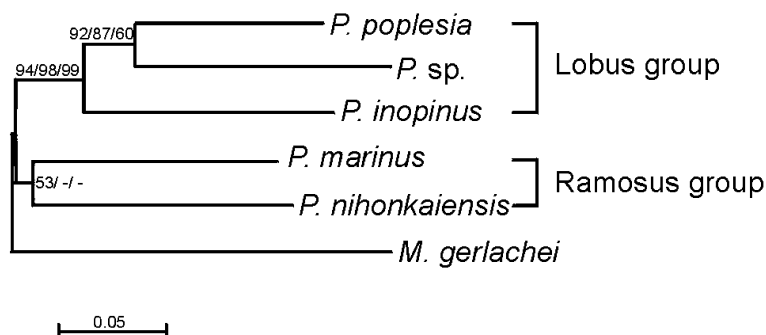 92/87/60
P. poplesia
94/98/99
P. sp.
Lobus group
P. inopinus
P. marinus
53/ -/ -
Ramosus group
P. nihonkaiensis
M. gerlachei
0.05